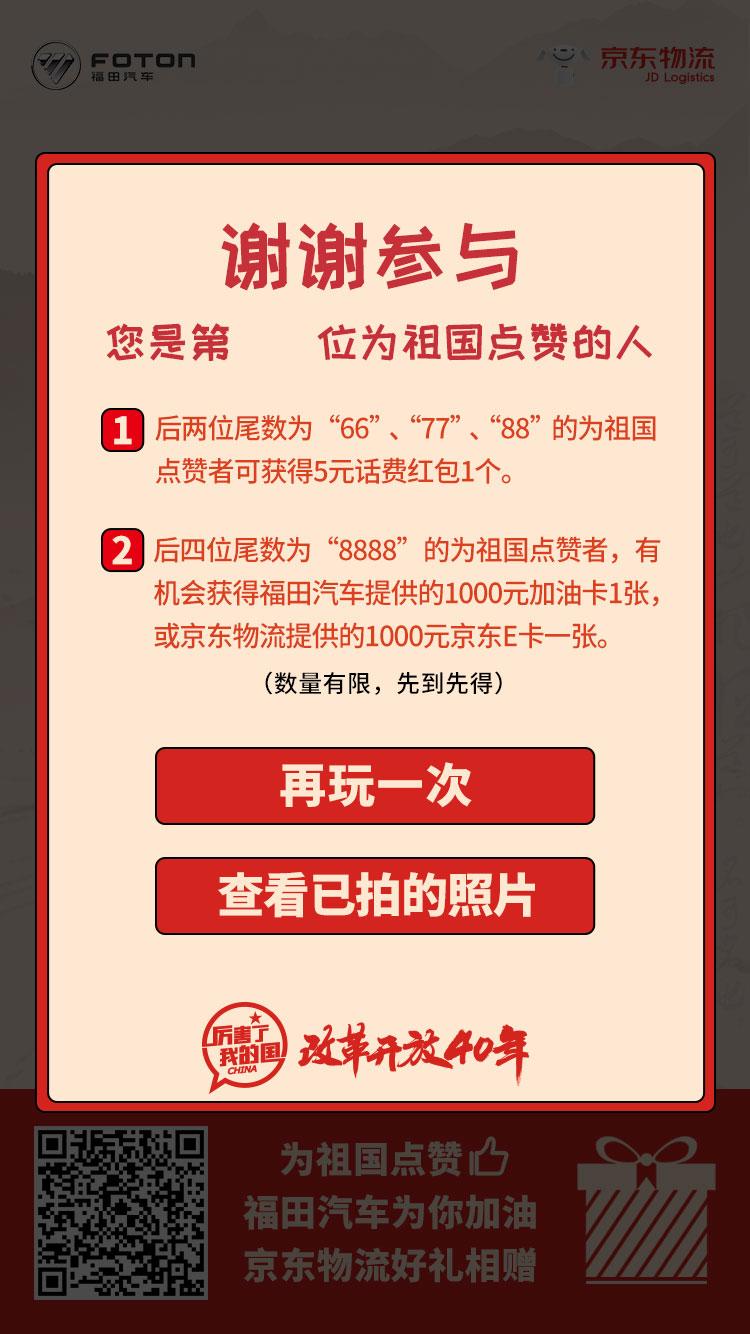 FOTON
福田汽车
京东物流
JD Logistics
谢谢参与
您是第 位为祖国点赞的人
1 后两位尾数为“66”、“77”、“88”的为祖国
点赞者可获得5元话费红包1个。
2 后四位尾数为“8888”的为祖国点赞者，有
机会获得福田汽车提供的1000元加油卡1张，
或京东物流提供的1000元京东E卡一张。
（数量有限，先到先得）
再玩一次
查看已拍的照片
厉害了
我的国
CHINA
改革开放40年
为祖国点赞
福田汽车为你加油
京东物流好礼相赠